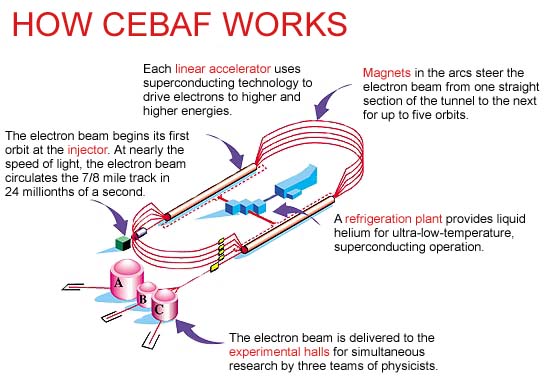 HOW CEBAF WORKS
Each linear accelerator uses
superconducting technology to
drive electrons to higher and
higher energies.
Magnets in the arcs steer the
electron beam from one straight
section of the tunnel to the next
for up to five orbits.
The electron beam begins its first
orbit at the injector. At nearly the
speed of light, the electron beam
circulates the 7/8 mile track in
24 millionths of a second.
A refrigeration plant provides liquid
helium for ultra-low-temperature,
superconducting operation.
A
B
C
The electron beam is delivered to the
experimental halls for simultaneous
research by three teams of physicists.